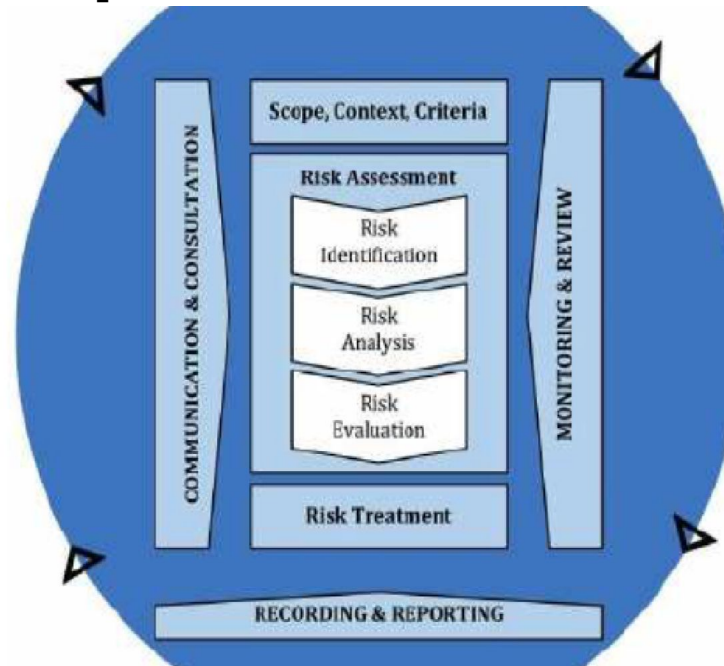 Scope, Context, Criteria
Risk Assessment
Risk
Identification
Risk
Analysis
Risk
Evaluation
Risk Treatment
COMMUNICATION & CONSULTATION
MONITORING & REVIEW
RECORDING & REPORTING